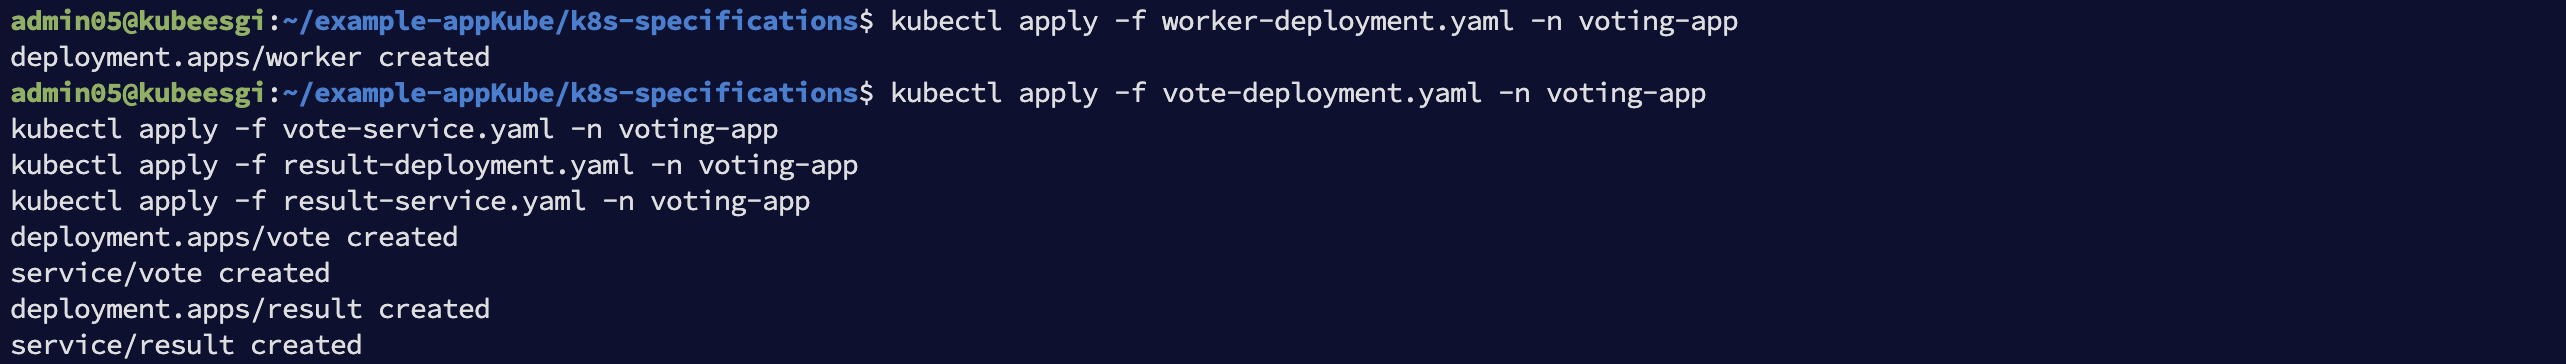 admin05@kubeesgi:~/example-appKube/k8s-specifications$ kubectl apply -f worker-deployment.yaml -n voting-app
deployment.apps/worker created
admin05@kubeesgi:~/example-appKube/k8s-specifications$ kubectl apply -f vote-deployment.yaml -n voting-app
kubectl apply -f vote-service.yaml -n voting-app
kubectl apply -f result-deployment.yaml -n voting-app
kubectl apply -f result-service.yaml -n voting-app
deployment.apps/vote created
service/vote created
deployment.apps/result created
service/result created